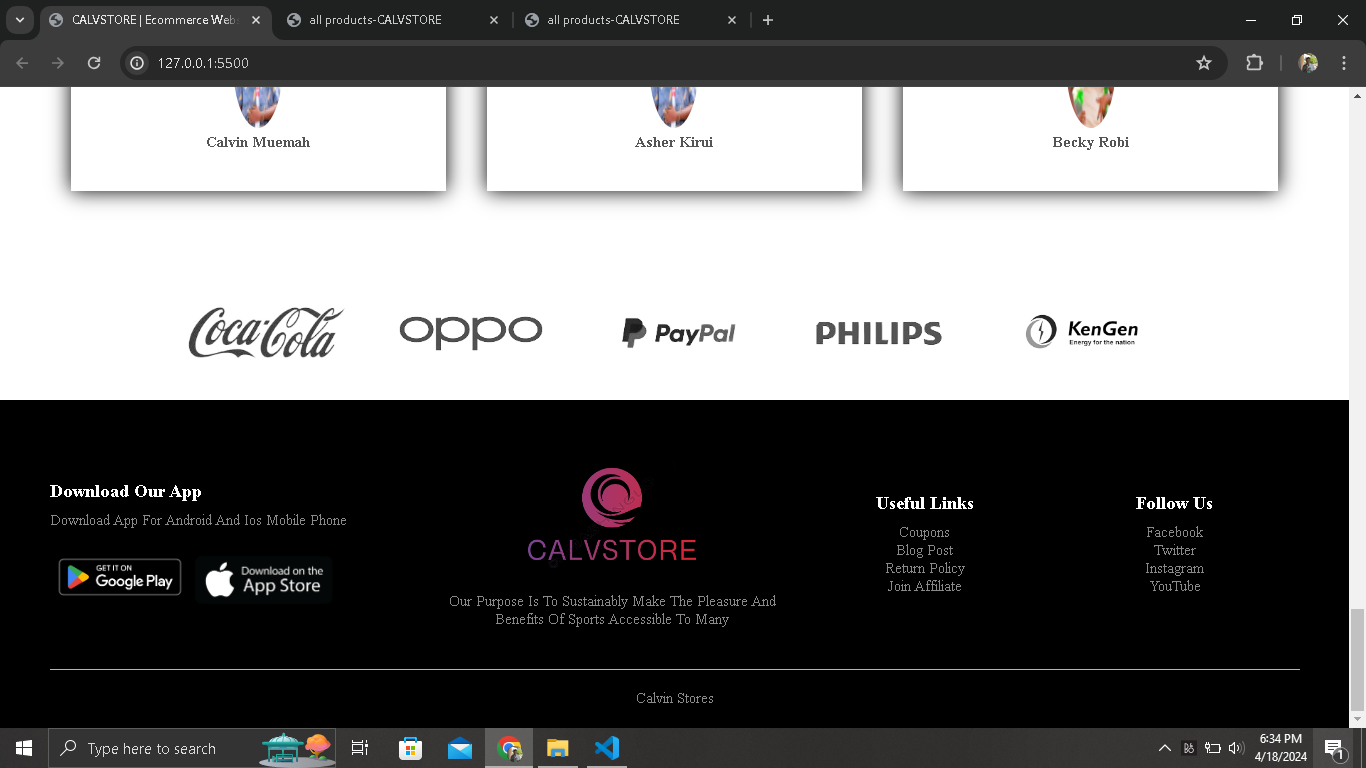 CALVSTORE | Ecommerce Webs
all products-CALVSTORE
all products-CALVSTORE
127.0.0.1:5500
Calvin Muemah
Asher Kirui
Becky Robi
Coca-Cola
oppo
PayPal
PHILIPS
KenGen
Energy for the nation
Download Our App
Download App For Android And Ios Mobile Phone
GET IT ON
Google Play
Download on the
App Store
CALVSTORE
Our Purpose Is To Sustainably Make The Pleasure And
Benefits Of Sports Accessible To Many
Useful Links
Coupons
Blog Post
Return Policy
Join Affiliate
Follow Us
Facebook
Twitter
Instagram
YouTube
Calvin Stores
Type here to search
6:34 PM
4/18/2024
1